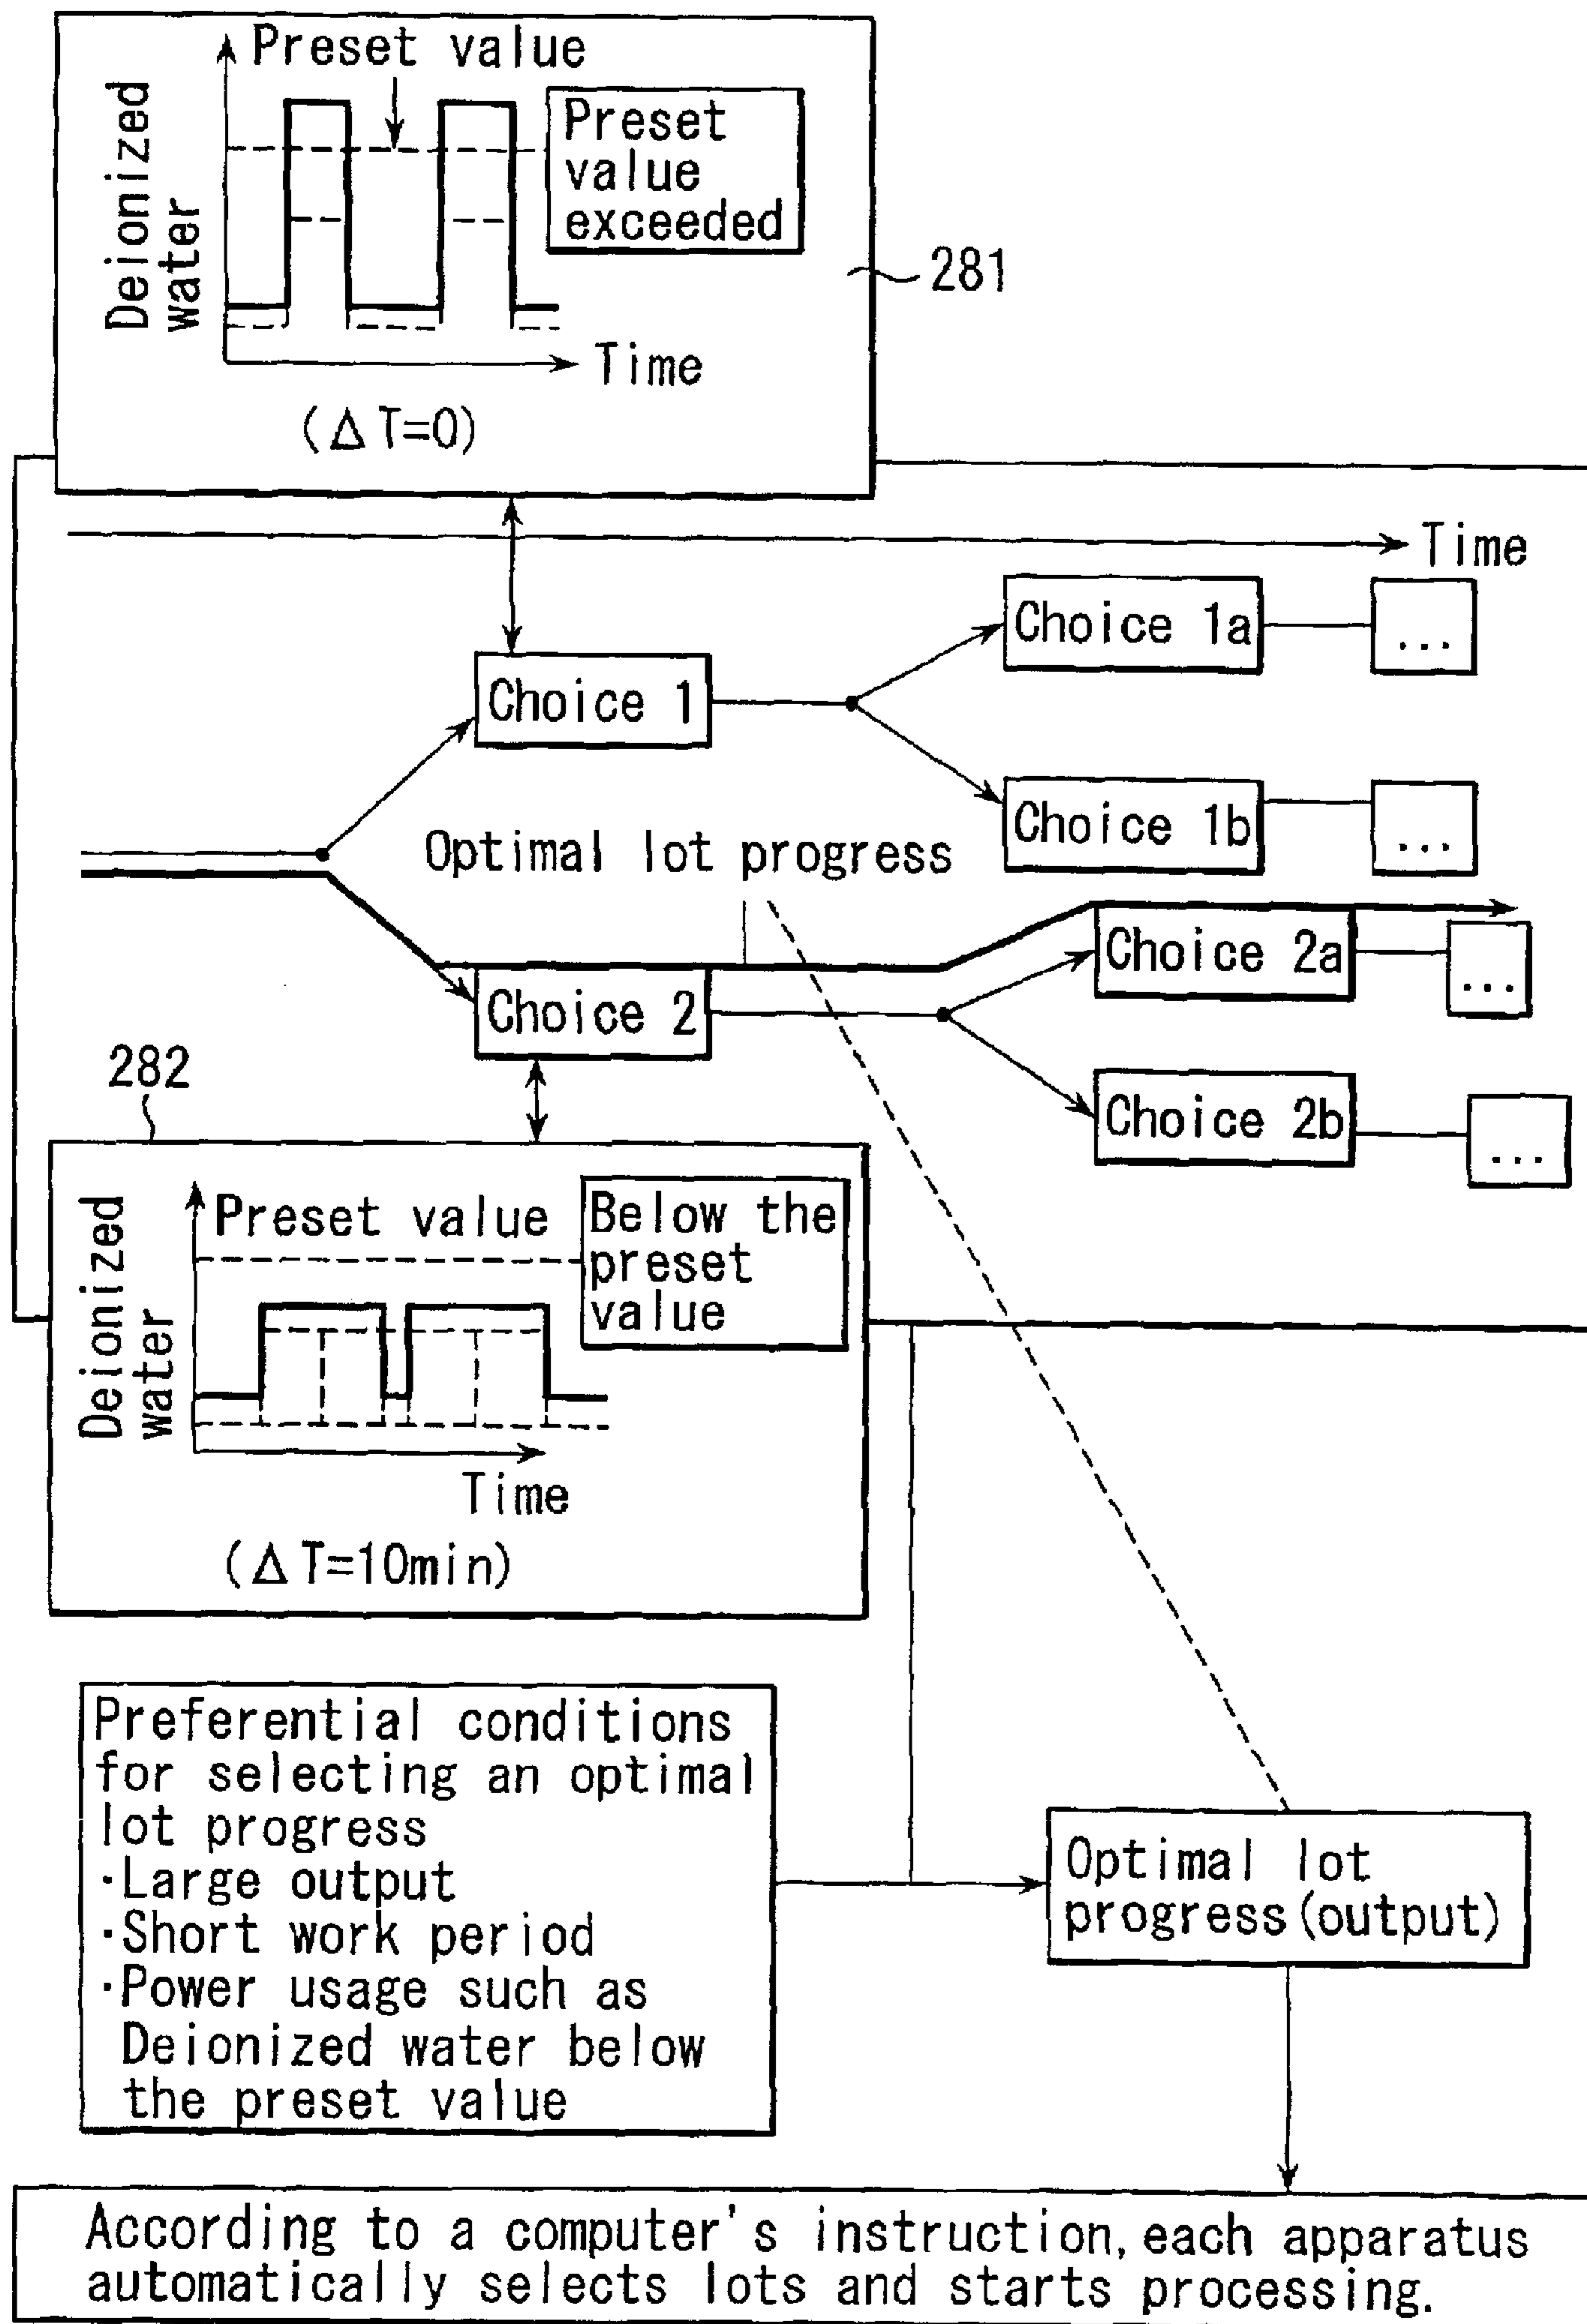 Preset value
Deionized
water
Preset
value
exceeded
281
Time
(ΔT=0)
Time
Choice 1a
...
Choice 1
Choice 1b
...
Optimal lot progress
Choice 2a
...
Choice 2
Choice 2b
...
282
Preset value
Below the
preset
value
Deionized
water
Time
(ΔT=10min)
Preferential conditions
for selecting an optimal
lot progress
·Large output
·Short work period
·Power usage such as
Deionized water below
the preset value
Optimal lot
progress(output)
According to a computer's instruction, each apparatus
automatically selects lots and starts processing.